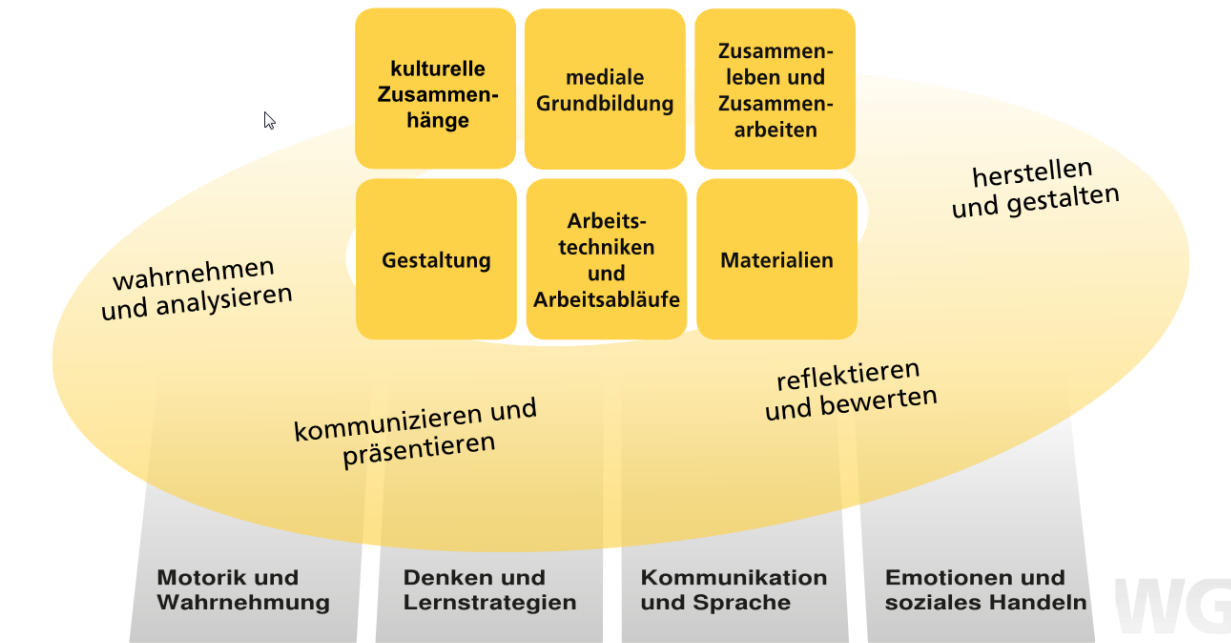 kulturelle
Zusammen-
hänge
mediale
Grundbildung
Zusammen-
leben und
Zusammen-
arbeiten
Gestaltung
Arbeits-
techniken
und
Arbeitsabläufe
Materialien
herstellen
und gestalten
wahrnehmen
und analysieren
reflektieren
und bewerten
kommunizieren und
präsentieren
Motorik und
Wahrnehmung
Denken und
Lernstrategien
Kommunikation
und Sprache
Emotionen und
soziales Handeln
WG